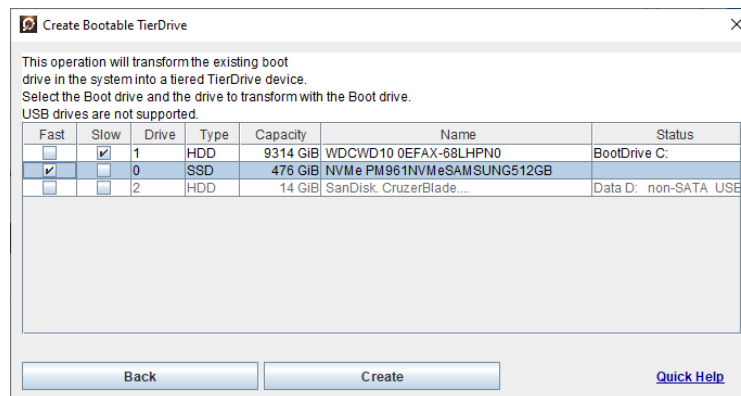 Create Bootable TierDrive
This operation will transform the existing boot
drive in the system into a tiered TierDrive device.
Select the Boot drive and the drive to transform with the Boot drive.
USB drives are not supported.
Fast Slow Drive Type Capacity Name Status
1 HDD 9314 GiB WDCWD10 0EFAX-68LHPN0 BootDrive C:
0 SSD 476 GiB NVMe PM961NVMeSAMSUNG512GB
2 HDD 14 GiB SanDisk. CruzerBlade.... Data D: non-SATA USB
Back Create Quick Help